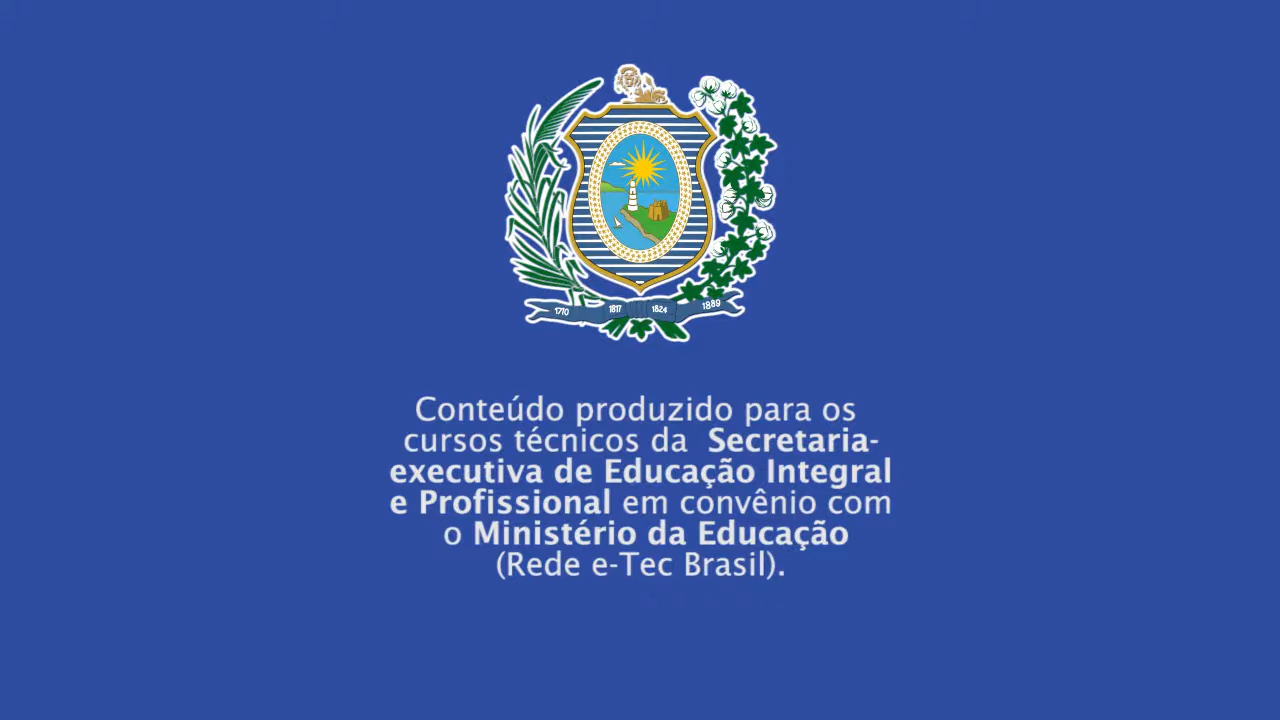 1710 1817 1824 1889
Conteúdo produzido para os
cursos técnicos da Secretaria-
executiva de Educação Integral
e Profissional em convênio com
o Ministério da Educação
(Rede e-Tec Brasil).